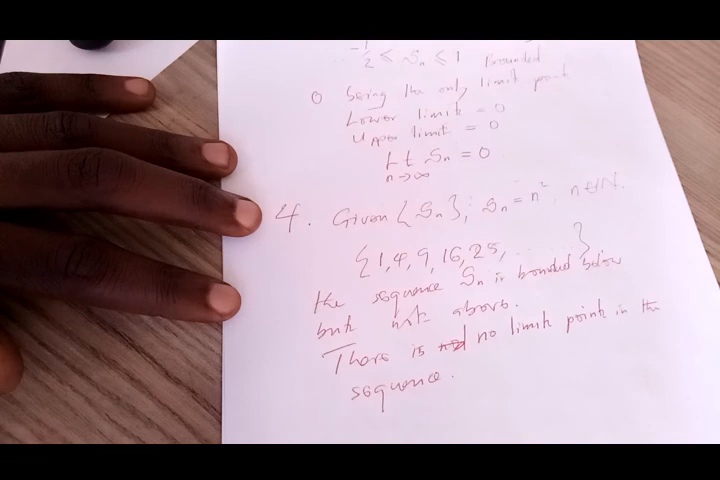 -1/2 ≤ Sn ≤ 1 Bounded
0 being the only limit point
Lower limit = 0
Upper limit = 0
Lt Sn = 0
n→∞
4. Given {Sn}, Sn = n², n∈N.
{1,4,9,16,25, ......}
the sequence Sn is bounded below
but not above.
There is no limit point in the
sequence.